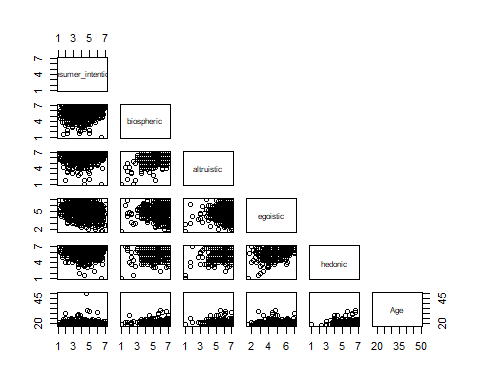 1 3 5 7
1 4 7
sumer_intentio
1 4 7
biospheric
1 4 7
altruistic
2 5
egoistic
1 4 7
hedonic
20 45
Age
20 45
1 3 5 7
1 3 5 7
1 3 5 7
2 4 6
1 3 5 7
20 35 50